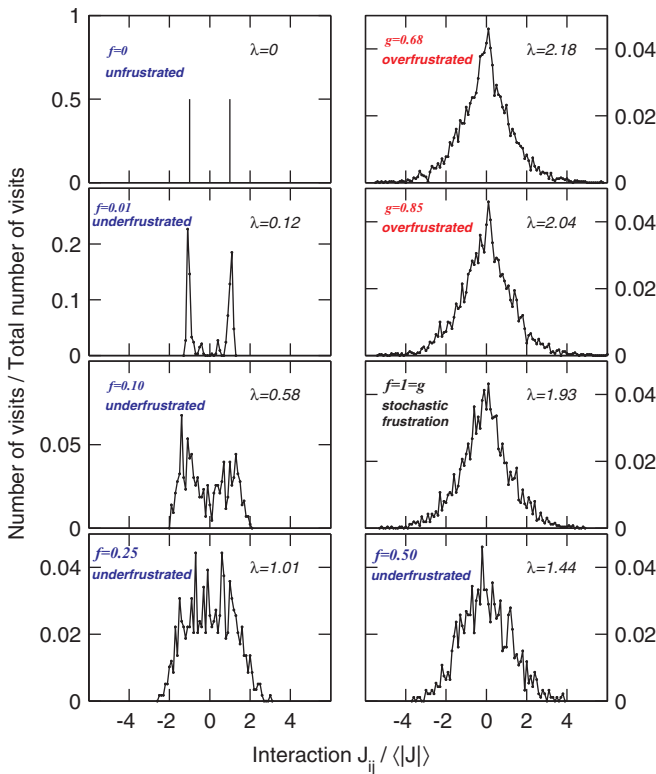 Number of visits / Total number of visits
1
0.5
0
f=0
unfrustrated
λ=0
0.2
0.1
0
f=0.01
underfrustrated
λ=0.12
0.05
0
f=0.10
underfrustrated
λ=0.58
0.04
0.02
0
f=0.25
underfrustrated
λ=1.01
-4 -2 0 2 4
g=0.68
overfrustrated
λ=2.18
0.04
0.02
0
g=0.85
overfrustrated
λ=2.04
0.04
0.02
0
f=1=g
stochastic
frustration
λ=1.93
0.04
0.02
0
f=0.50
underfrustrated
λ=1.44
0.04
0.02
0
-4 -2 0 2 4
Interaction J_ij / ⟨|J|⟩